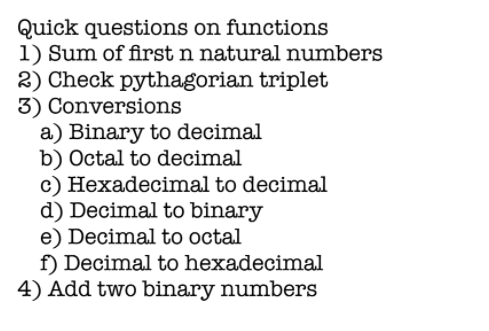 Quick questions on functions
1) Sum of first n natural numbers
2) Check pythagorian triplet
3) Conversions
a) Binary to decimal
b) Octal to decimal
c) Hexadecimal to decimal
d) Decimal to binary
e) Decimal to octal
f) Decimal to hexadecimal
4) Add two binary numbers